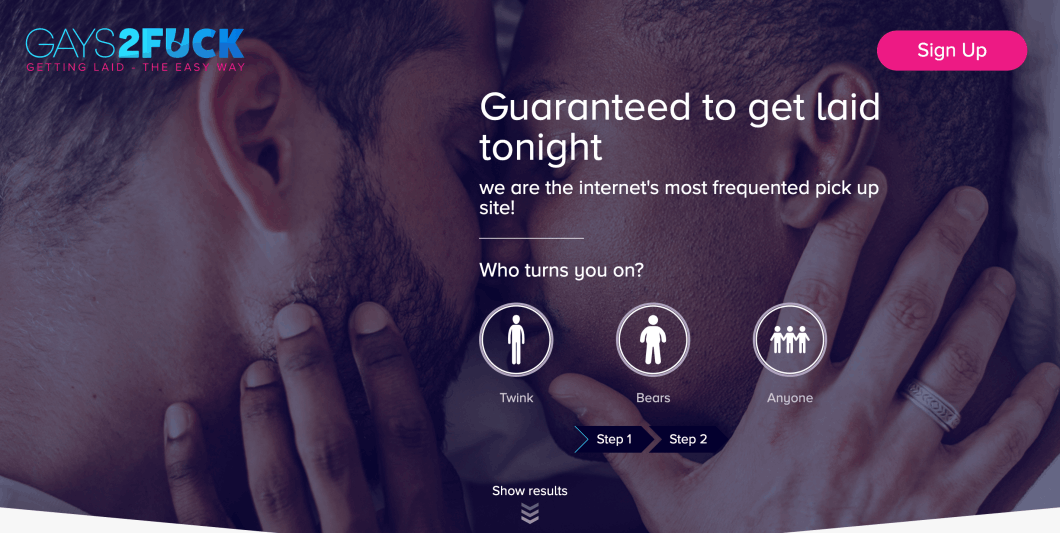 GAYS2FUCK
GETTING LAID - THE EASY WAY
Sign Up
Guaranteed to get laid
tonight
we are the internet's most frequented pick up
site!
Who turns you on?
Twink
Bears
Anyone
Step 1
Step 2
Show results